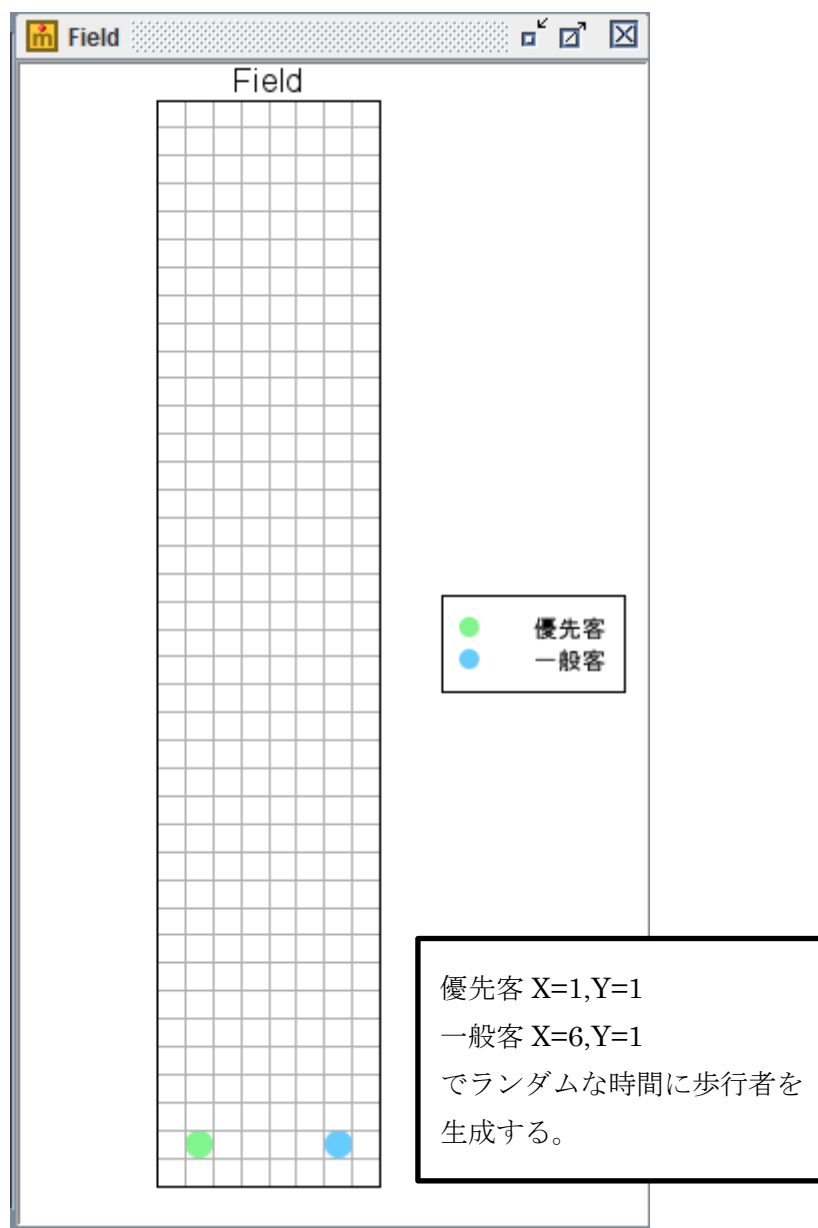 Field
Field
優先客
一般客
優先客 X=1,Y=1
一般客 X=6,Y=1
でランダムな時間に歩行者を
生成する。